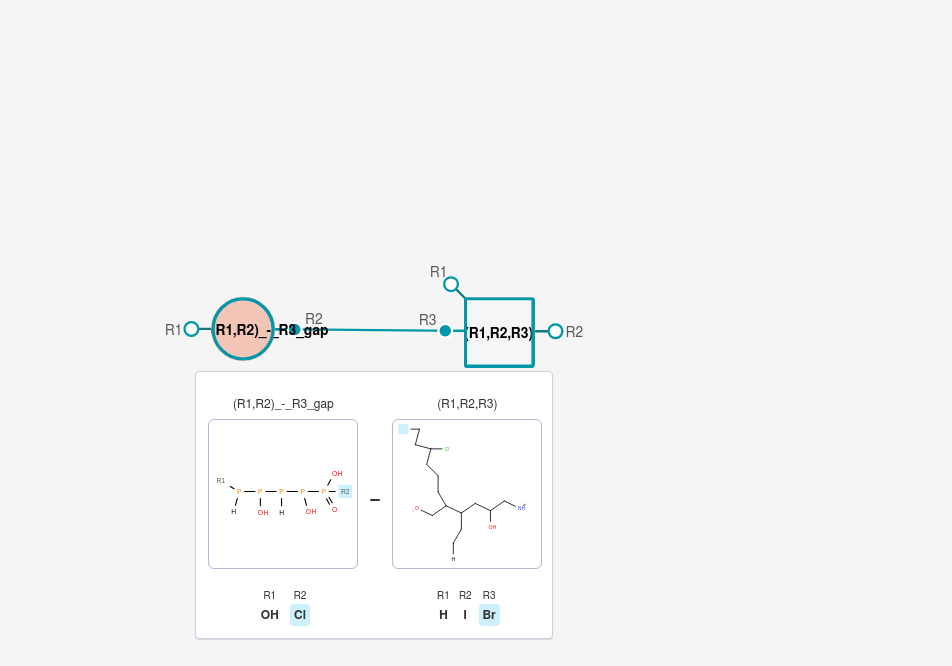 R1
R1 R1,R2)_-_R3_gap R2 R3 (R1,R2,R3) R2
(R1,R2)_-_R3_gap (R1,R2,R3)
Cl
OH
R1 P P P P P R2
H OH H OH O
O
NH
OH
H
R1 R2 R1 R2 R3
OH Cl H I Br